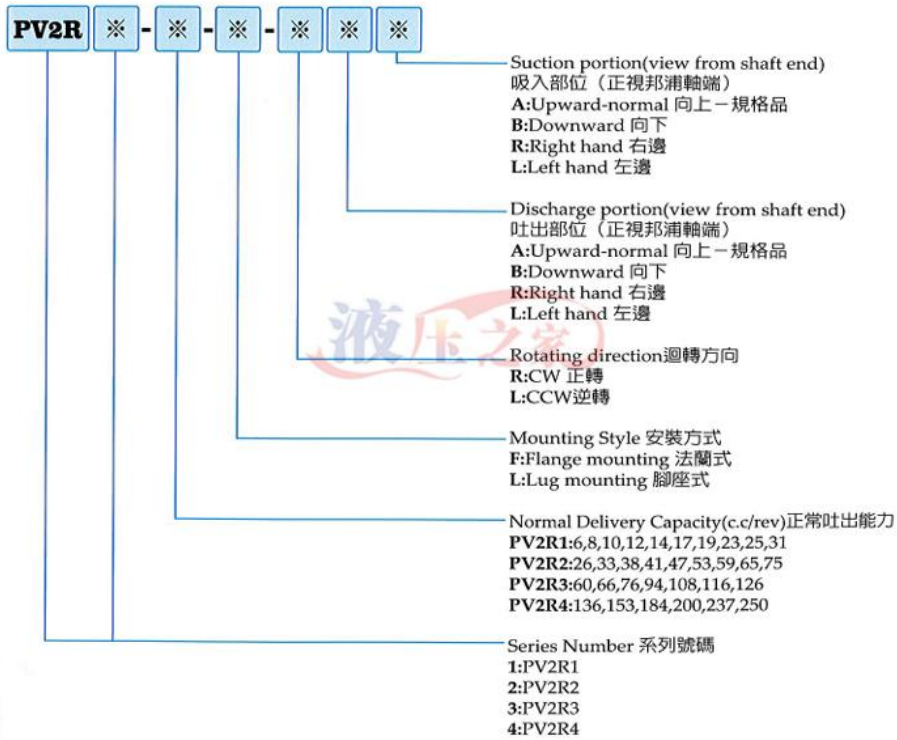 PV2R ※ - ※ - ※ - ※ ※ ※
Suction portion(view from shaft end)
吸入部位（正視邦浦軸端）
A:Upward-normal 向上－規格品
B:Downward 向下
R:Right hand 右邊
L:Left hand 左邊
Discharge portion(view from shaft end)
吐出部位（正視邦浦軸端）
A:Upward-normal 向上－規格品
B:Downward 向下
R:Right hand 右邊
L:Left hand 左邊
液压之家
Rotating direction迴轉方向
R:CW 正轉
L:CCW逆轉
Mounting Style 安裝方式
F:Flange mounting 法蘭式
L:Lug mounting 腳座式
Normal Delivery Capacity(c.c/rev)正常吐出能力
PV2R1:6,8,10,12,14,17,19,23,25,31
PV2R2:26,33,38,41,47,53,59,65,75
PV2R3:60,66,76,94,108,116,126
PV2R4:136,153,184,200,237,250
Series Number 系列號碼
1:PV2R1
2:PV2R2
3:PV2R3
4:PV2R4